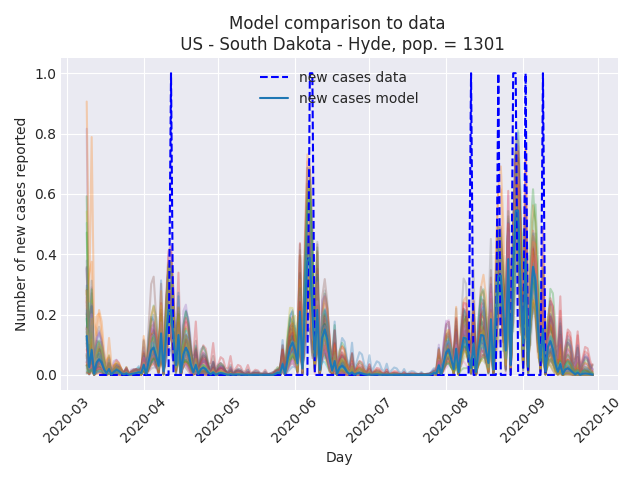 Model comparison to data
US - South Dakota - Hyde, pop. = 1301
new cases data
new cases model
Number of new cases reported
1.0
0.8
0.6
0.4
0.2
0.0
2020-03
2020-04
2020-05
2020-06
2020-07
2020-08
2020-09
2020-10
Day